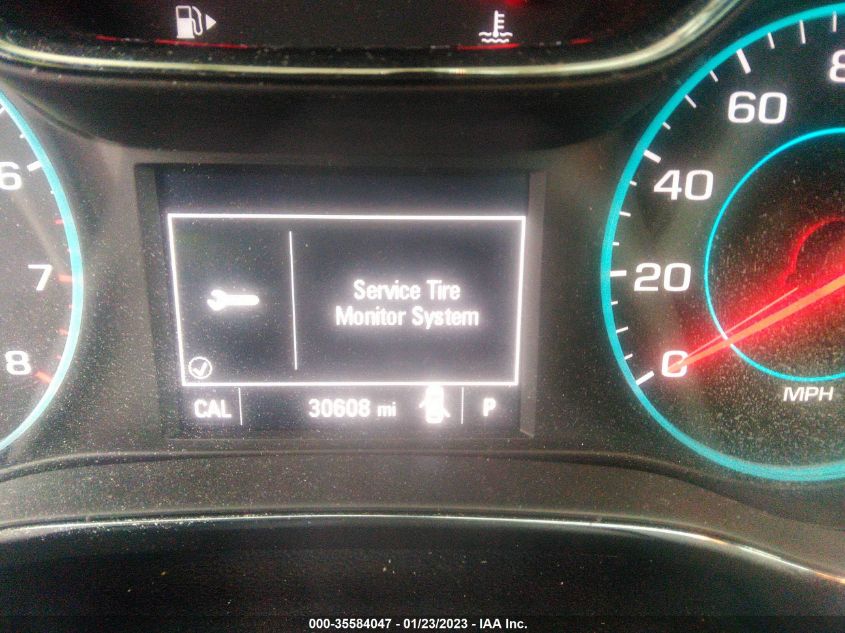 6
7
8
8
60
40
20
0
MPH
Service Tire
Monitor System
CAL 30608 mi P
000-35584047 — 01/23/2023 - IAA Inc.